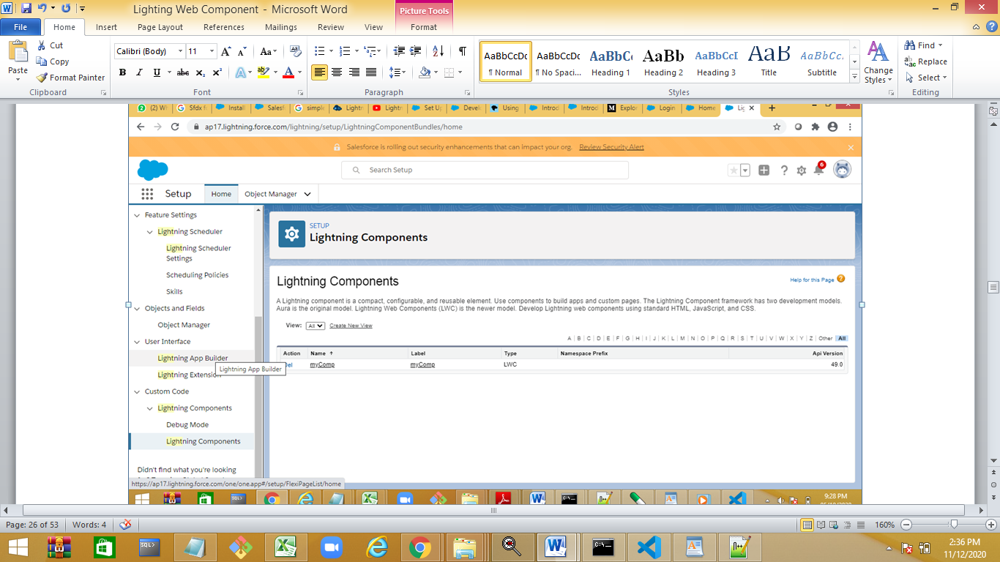 Lighting Web Component - Microsoft Word
Picture Tools
File Home Insert Page Layout References Mailings Review View Format
Paste
Cut
Copy
Format Painter
Clipboard
Calibri (Body) 11
Font
Paragraph
AaBbCcDc AaBbCcDc AaBbCc AaBb AaBbCcI AaB AaBbCcI
¶ Normal ¶ No Spaci... Heading 1 Heading 2 Heading 3 Title Subtitle
Styles
Change Styles
Find
Replace
Select
Editing
(2) W Sfdx f Install Salesf simple Lightn Lightn Set Up Devel Using Introd Introd Explor Login Home Lig
ap17.lightning.force.com/lightning/setup/LightningComponentBundles/home
Salesforce is rolling out security enhancements that can impact your org. Review Security Alert
Search Setup
6
Setup Home Object Manager
Feature Settings
Lightning Scheduler
Lightning Scheduler
Settings
Scheduling Policies
Skills
Objects and Fields
Object Manager
User Interface
Lightning App Builder
Lightning App Builder
Lightning Extension
Custom Code
Lightning Components
Debug Mode
Lightning Components
Didn't find what you're looking
https://ap17.lightning.force.com/one/one.app#/setup/FlexiPageList/home
SETUP
Lightning Components
Lightning Components
Help for this Page
A Lightning component is a compact, configurable, and reusable element. Use components to build apps and custom pages. The Lightning Component framework has two development models.
Aura is the original model. Lightning Web Components (LWC) is the newer model. Develop Lightning web components using standard HTML, JavaScript, and CSS.
View: All Create New View
A | B | C | D | E | F | G | H | I | J | K | L | M | N | O | P | Q | R | S | T | U | V | W | X | Y | Z | Other All
Action Name Label Type Namespace Prefix Api Version
myComp myComp LWC 49.0
9:28 PM
Page: 26 of 53 Words: 4 160%
2:36 PM
11/12/2020